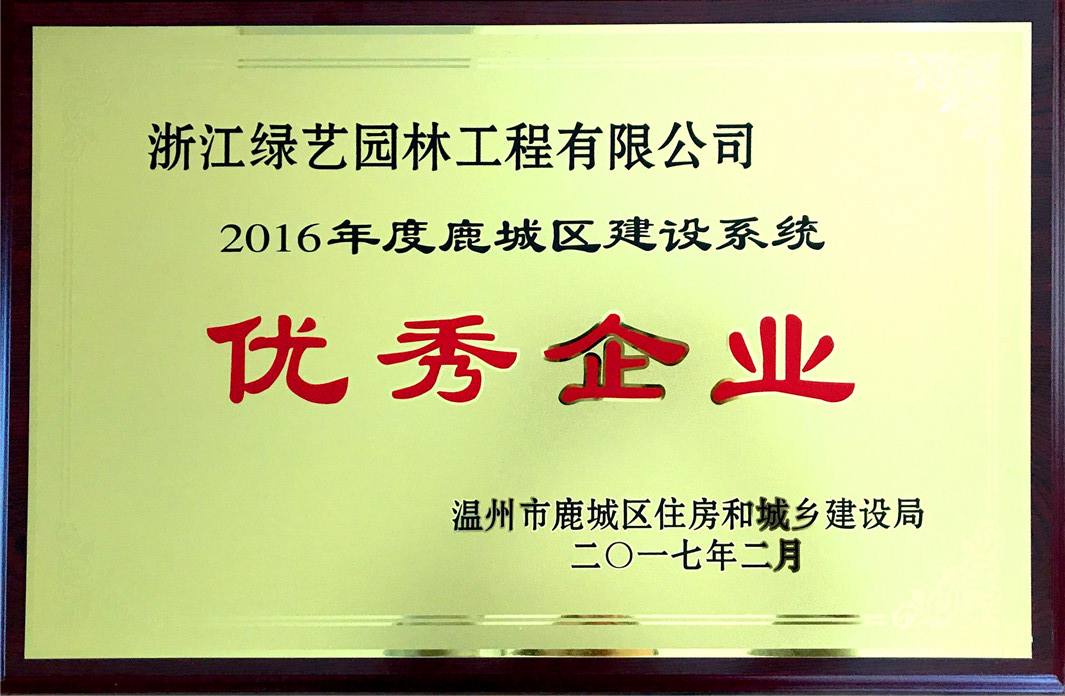 浙江绿艺园林工程有限公司
2016年度鹿城区建设系统
优秀企业
温州市鹿城区住房和城乡建设局
二〇一七年二月